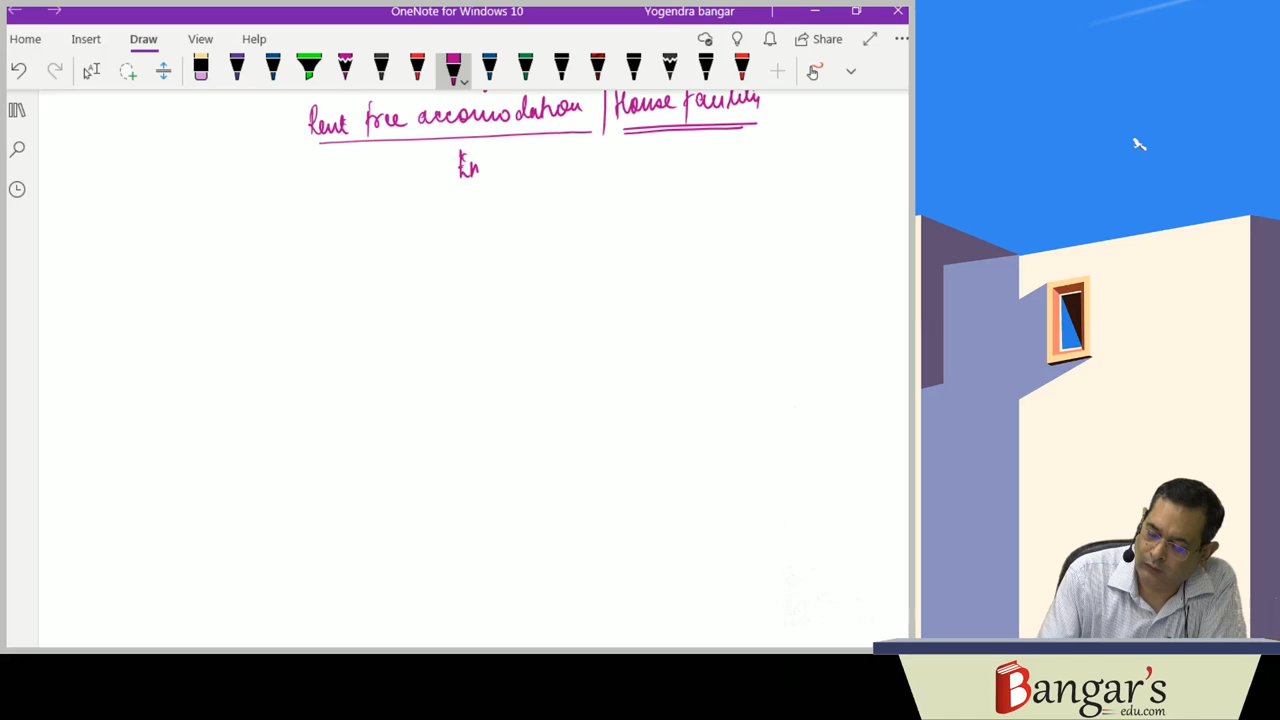 OneNote for Windows 10
Yogendra bangar
Home Insert Draw View Help
Share
Rent free accomodation | House facility
En
Bangar's
edu.com